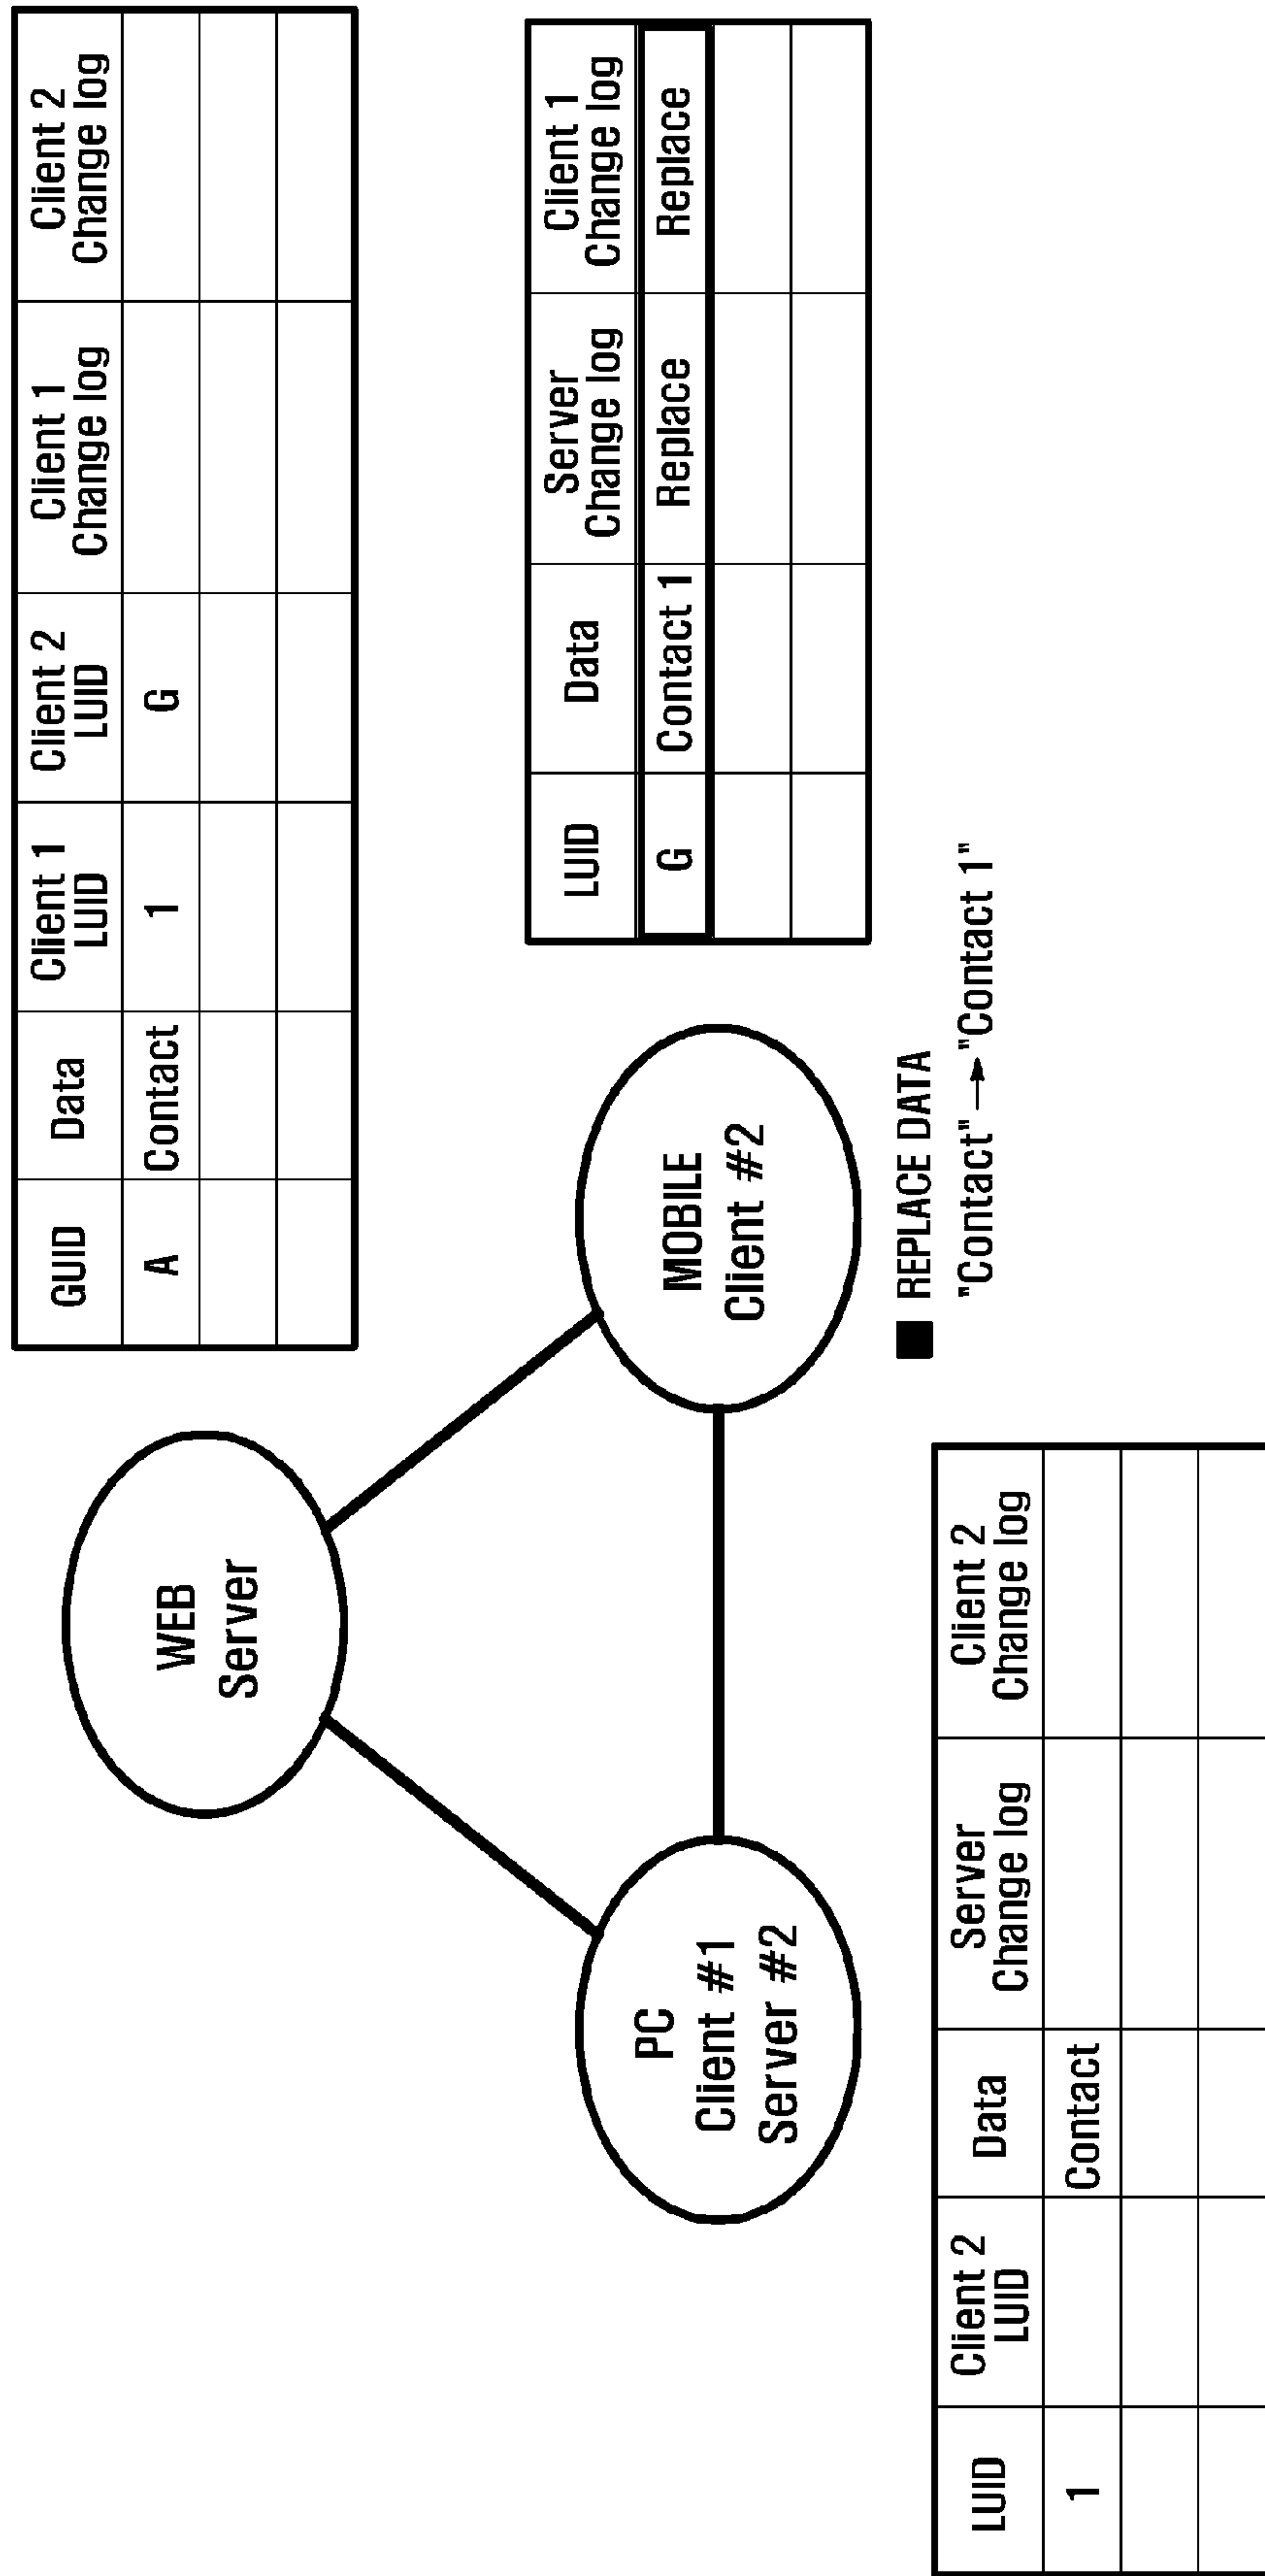 GUID
Data
Client 1
LUID
Client 2
LUID
Client 1
Change log
Client 2
Change log
A
Contact
1
G
WEB
Server
PC
Client #1
Server #2
MOBILE
Client #2
LUID
Data
Server
Change log
Client 1
Change log
G
Contact 1
Replace
Replace
■ REPLACE DATA
"Contact" → "Contact 1"
LUID
Client 2
LUID
Data
Server
Change log
Client 2
Change log
1
Contact